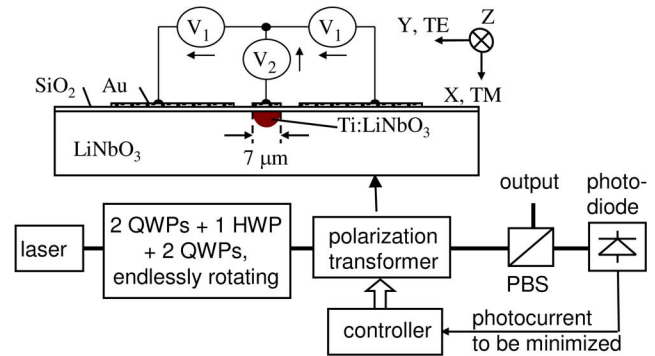 V1
V1
Y, TE
Z
V2
SiO2
Au
X, TM
Ti:LiNbO3
LiNbO3
7 µm
output
photo-
diode
laser
2 QWPs + 1 HWP
+ 2 QWPs,
endlessly rotating
polarization
transformer
PBS
controller
photocurrent
to be minimized